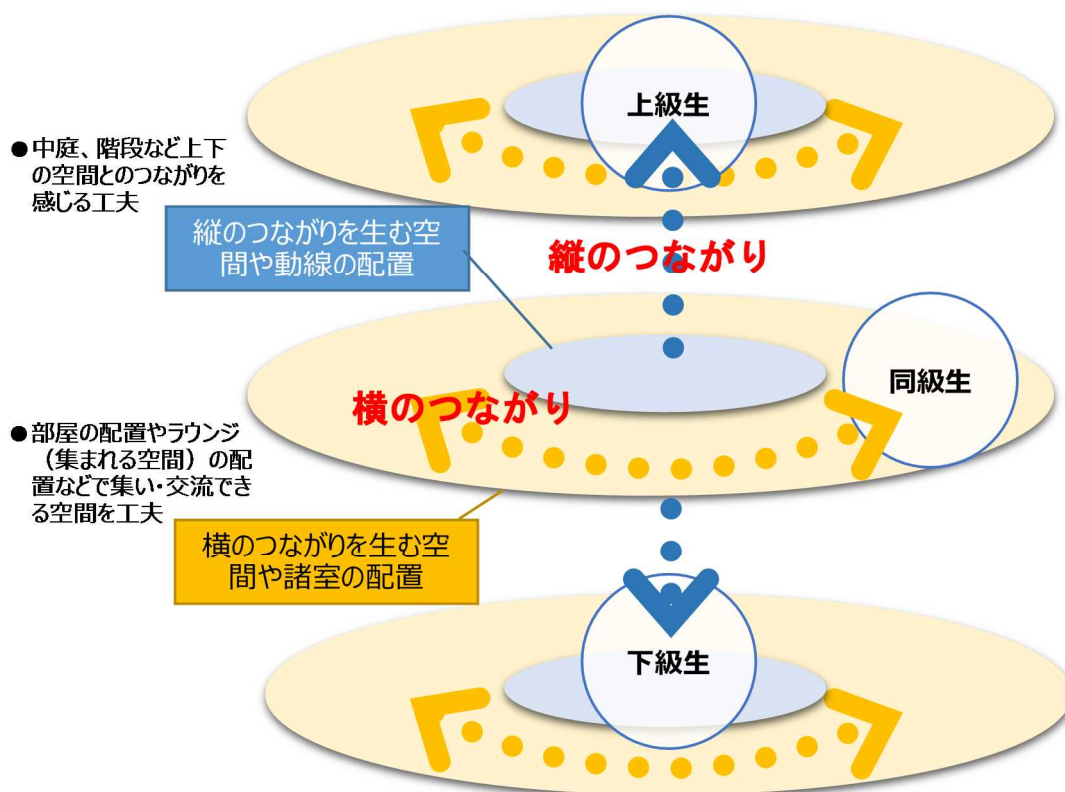 上級生
●中庭、階段など上下
の空間とのつながりを
感じる工夫
縦のつながりを生む空
間や動線の配置
縦のつながり
同級生
横のつながり
●部屋の配置やラウンジ
（集まれる空間）の配
置などで集い・交流でき
る空間を工夫
横のつながりを生む空
間や諸室の配置
下級生